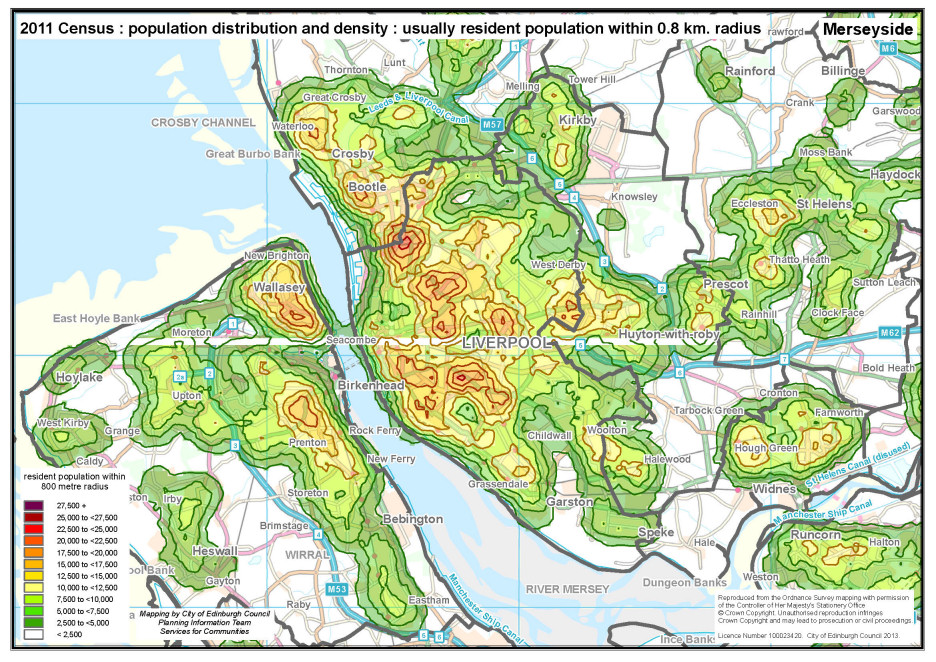 2011 Census : population distribution and density : usually resident population within 0.8 km. radius
Merseyside
Lunt
Thornton
M6
Rainford
Billinge
Tower Hill
Melling
Great Crosby
Leeds & Liverpool Canal
Crank
Garswood
CROSBY CHANNEL
Waterloo
M57
Kirkby
Great Burbo Bank
Crosby
Moss Bank
Haydock
Bootle
Knowsley
Eccleston
St Helens
New Brighton
West Derby
Thatto Heath
Wallasey
Prescot
Sutton Leach
East Hoyle Bank
Moreton
Rainhill
Clock Face
Seacombe
LIVERPOOL
Huyton-with-roby
M62
Hoylake
Birkenhead
Bold Heath
Upton
Cronton
West Kirby
Tarbock Green
Farnworth
Grange
Rock Ferry
Childwall
Woolton
Prenton
Hough Green
Caldy
New Ferry
Halewood
St Helens Canal (disused)
Grassendale
resident population within
800 metre radius
Storeton
Garston
Widnes
Irby
Bebington
Manchester Ship Canal
27,500 +
25,000 to <27,500
22,500 to <25,000
20,000 to <22,500
17,500 to <20,000
15,000 to <17,500
12,500 to <15,000
10,000 to <12,500
7,500 to <10,000
5,000 to <7,500
2,500 to <5,000
< 2,500
Brimstage
Speke
Runcorn
Heswall
WIRRAL
Hale
Halton
Gayton
Weston
M53
RIVER MERSEY
Dungeon Banks
Raby
Eastham
Manchester Ship Canal
Ince Bank
Mapping by City of Edinburgh Council
Planning Information Team
Services for Communities
Reproduced from the Ordnance Survey mapping with permission
of the Controller of Her Majesty's Stationery Office
© Crown Copyright. Unauthorised reproduction infringes
Crown Copyright and may lead to prosecution or civil proceedings.
Licence Number 100023420. City of Edinburgh Council 2013